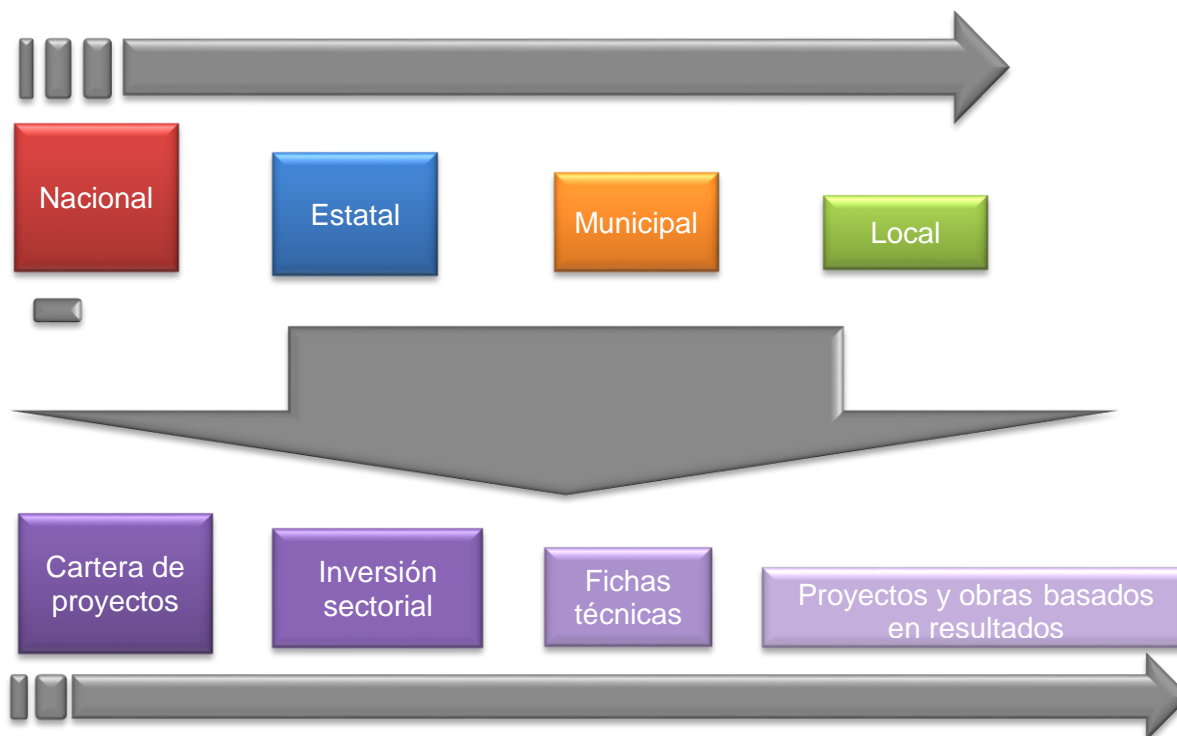 Nacional
Estatal
Municipal
Local
Cartera de
proyectos
Inversión
sectorial
Fichas
técnicas
Proyectos y obras basados
en resultados